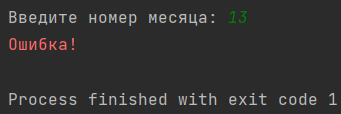 Введите номер месяца: 13
Ошибка!
Process finished with exit code 1